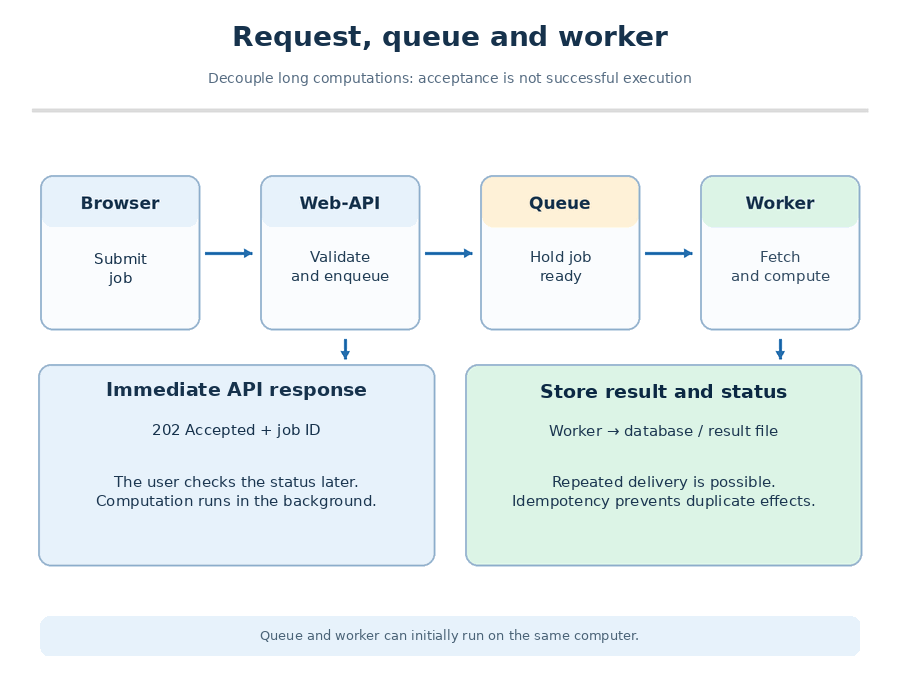 Request, queue and worker
Decouple long computations: acceptance is not successful execution
Browser
Submit
job
Web-API
Validate
and enqueue
Queue
Hold job
ready
Worker
Fetch
and compute
Immediate API response
202 Accepted + job ID
The user checks the status later.
Computation runs in the background.
Store result and status
Worker → database / result file
Repeated delivery is possible.
Idempotency prevents duplicate effects.
Queue and worker can initially run on the same computer.